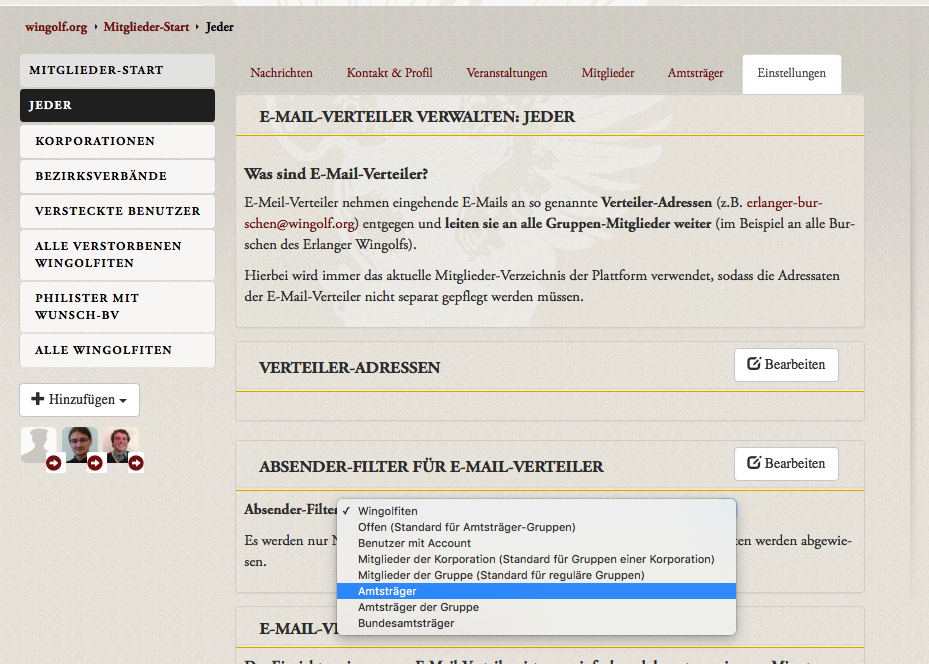 wingolf.org › Mitglieder-Start › Jeder
MITGLIEDER-START
JEDER
KORPORATIONEN
BEZIRKSVERBÄNDE
VERSTECKTE BENUTZER
ALLE VERSTORBENEN
WINGOLFITEN
PHILISTER MIT
WUNSCH-BV
ALLE WINGOLFITEN
Hinzufügen
Nachrichten Kontakt & Profil Veranstaltungen Mitglieder Amtsträger Einstellungen
E-MAIL-VERTEILER VERWALTEN: JEDER
Was sind E-Mail-Verteiler?
E-Meil-Verteiler nehmen eingehende E-Mails an so genannte Verteiler-Adressen (z.B. erlanger-bur-
schen@wingolf.org) entgegen und leiten sie an alle Gruppen-Mitglieder weiter (im Beispiel an alle Bur-
schen des Erlanger Wingolfs).
Hierbei wird immer das aktuelle Mitglieder-Verzeichnis der Plattform verwendet, sodass die Adressaten
der E-Mail-Verteiler nicht separat gepflegt werden müssen.
VERTEILER-ADRESSEN
Bearbeiten
ABSENDER-FILTER FÜR E-MAIL-VERTEILER
Bearbeiten
Absender-Filter
Es werden nur
ten werden abgewie-
sen.
✓ Wingolfiten
Offen (Standard für Amtsträger-Gruppen)
Benutzer mit Account
Mitglieder der Korporation (Standard für Gruppen einer Korporation)
Mitglieder der Gruppe (Standard für reguläre Gruppen)
Amtsträger
Amtsträger der Gruppe
Bundesamtsträger
E-MAIL-VE